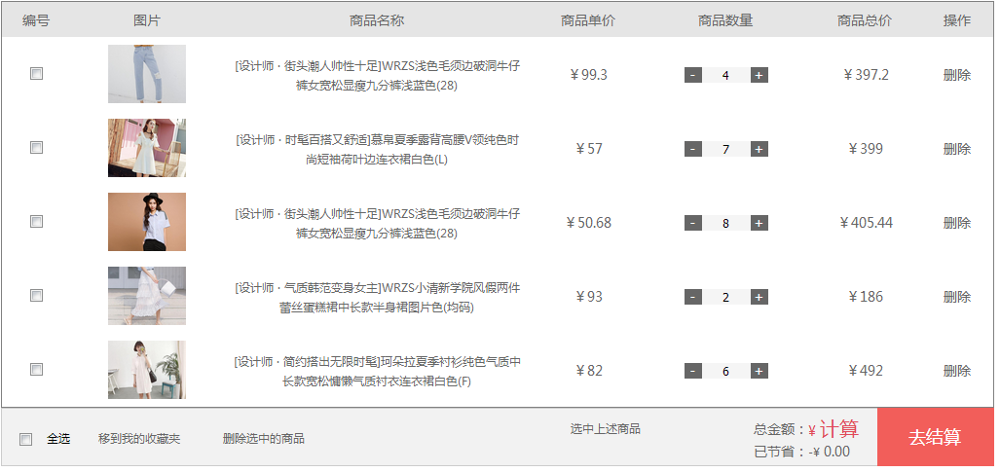 编号 图片 商品名称 商品单价 商品数量 商品总价 操作
[设计师 · 街头潮人帅性十足]WRZS浅色毛须边破洞牛仔
裤女宽松显瘦九分裤浅蓝色(28)
￥99.3 - 4 + ￥397.2 删除
[设计师 · 时髦百搭又舒适]慕帛夏季露背高腰V领纯色时
尚短袖荷叶边连衣裙白色(L)
￥57 - 7 + ￥399 删除
[设计师 · 街头潮人帅性十足]WRZS浅色毛须边破洞牛仔
裤女宽松显瘦九分裤浅蓝色(28)
￥50.68 - 8 + ￥405.44 删除
[设计师 · 气质韩范变身女主]WRZS小清新学院风假两件
蕾丝蛋糕裙中长款半身裙图片色(均码)
￥93 - 2 + ￥186 删除
[设计师 · 简约搭出无限时髦]珂朵拉夏季衬衫纯色气质中
长款宽松慵懒气质衬衣连衣裙白色(F)
￥82 - 6 + ￥492 删除
全选 移到我的收藏夹 删除选中的商品 选中上述商品
总金额：¥ 计算
已节省：-¥ 0.00
去结算